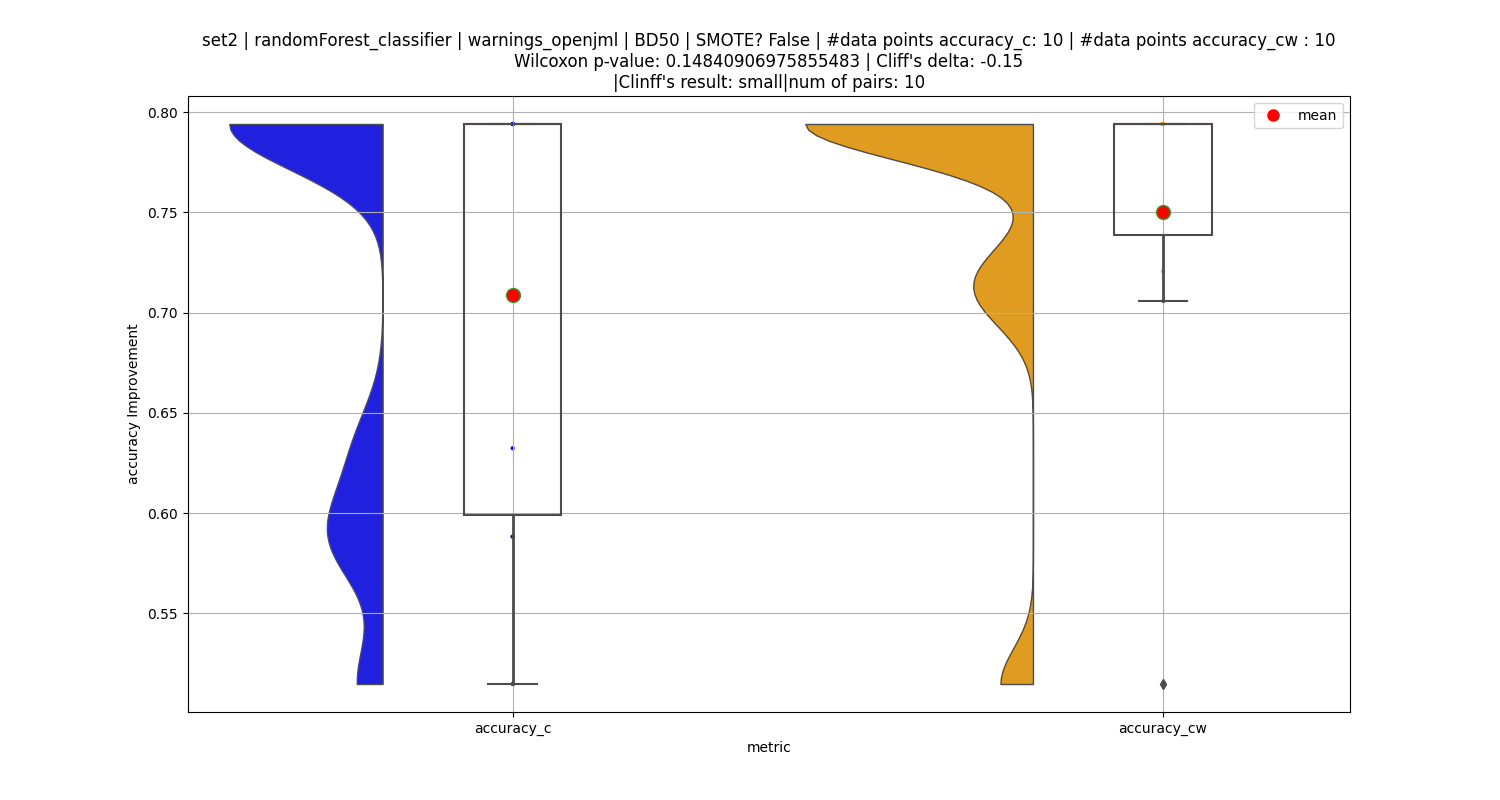 set2 | randomForest_classifier | warnings_openjml | BD50 | SMOTE? False | #data points accuracy_c: 10 | #data points accuracy_cw : 10
Wilcoxon p-value: 0.14840906975855483 | Cliff's delta: -0.15
|Clinff's result: small|num of pairs: 10
mean
0.80
0.75
0.70
0.65
0.60
0.55
accuracy Improvement
accuracy_c
accuracy_cw
metric